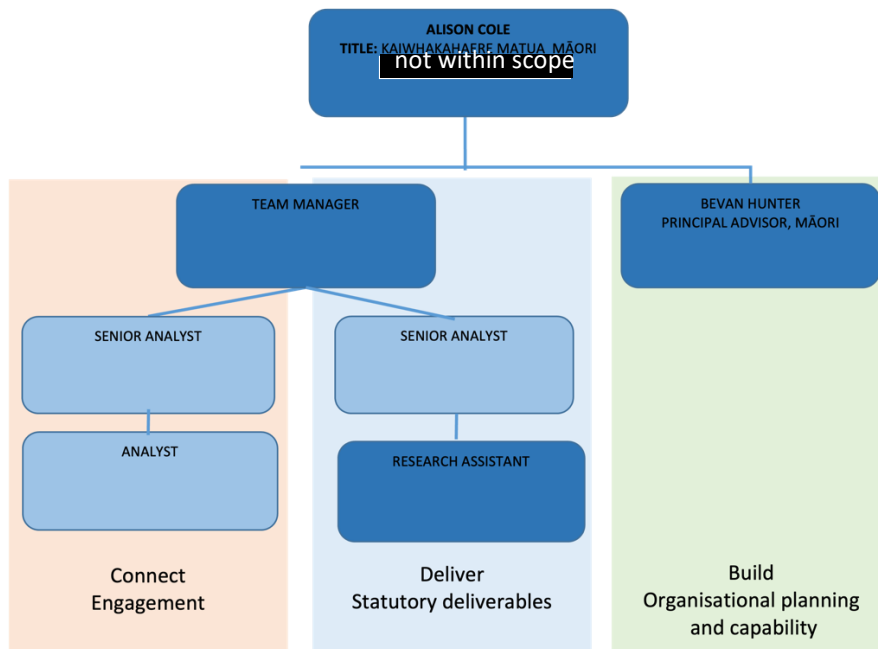 ALISON COLE
TITLE: KAIWHAKAHAERE MATUA MĀORI
not within scope
TEAM MANAGER
BEVAN HUNTER
PRINCIPAL ADVISOR, MĀORI
SENIOR ANALYST
SENIOR ANALYST
ANALYST
RESEARCH ASSISTANT
Connect
Engagement
Deliver
Statutory deliverables
Build
Organisational planning
and capability